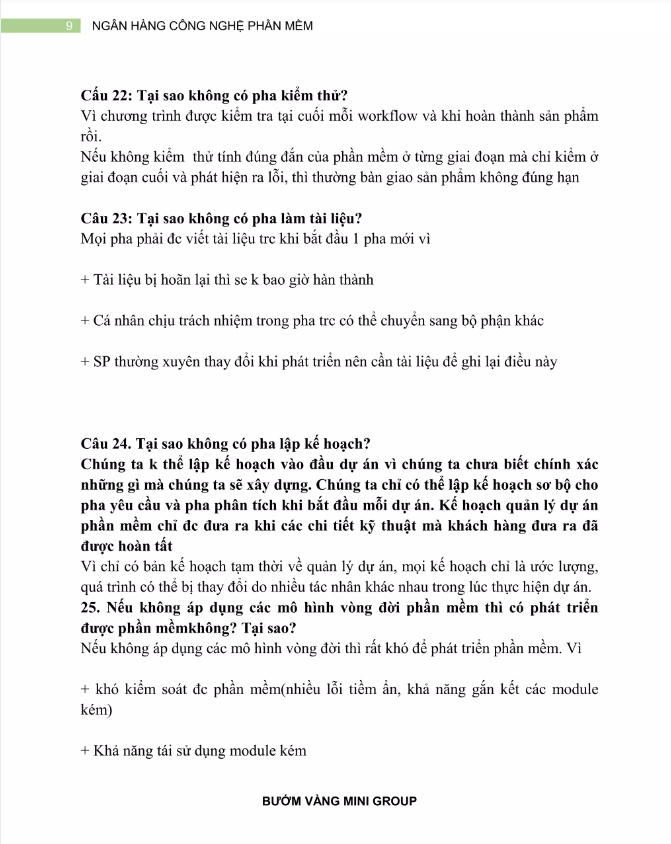 9 NGÂN HÀNG CÔNG NGHỆ PHẦN MỀM
Cấu 22: Tại sao không có pha kiểm thử?
Vì chương trình được kiểm tra tại cuối mỗi workflow và khi hoàn thành sản phẩm
rồi.
Nếu không kiểm thử tính đúng đắn của phần mềm ở từng giai đoạn mà chỉ kiểm ở
giai đoạn cuối và phát hiện ra lỗi, thì thường bàn giao sản phẩm không đúng hạn
Câu 23: Tại sao không có pha làm tài liệu?
Mọi pha phải đc viết tài liệu trc khi bắt đầu 1 pha mới vì
+ Tài liệu bị hoãn lại thì se k bao giờ hàn thành
+ Cá nhân chịu trách nhiệm trong pha trc có thể chuyển sang bộ phận khác
+ SP thường xuyên thay đổi khi phát triển nên cần tài liệu để ghi lại điều này
Câu 24. Tại sao không có pha lập kế hoạch?
Chúng ta k thể lập kế hoạch vào đầu dự án vì chúng ta chưa biết chính xác
những gì mà chúng ta sẽ xây dựng. Chúng ta chỉ có thể lập kế hoạch sơ bộ cho
pha yêu cầu và pha phân tích khi bắt đầu mỗi dự án. Kế hoạch quản lý dự án
phần mềm chỉ đc đưa ra khi các chi tiết kỹ thuật mà khách hàng đưa ra đã
được hoàn tất
Vì chỉ có bản kế hoạch tạm thời về quản lý dự án, mọi kế hoạch chỉ là ước lượng,
quá trình có thể bị thay đổi do nhiều tác nhân khác nhau trong lúc thực hiện dự án.
25. Nếu không áp dụng các mô hình vòng đời phần mềm thì có phát triển
được phần mềmkhông? Tại sao?
Nếu không áp dụng các mô hình vòng đời thì rất khó để phát triển phần mềm. Vì
+ khó kiểm soát đc phần mềm(nhiều lỗi tiềm ẩn, khả năng gắn kết các module
kém)
+ Khả năng tái sử dụng module kém
BƯỚM VÀNG MINI GROUP